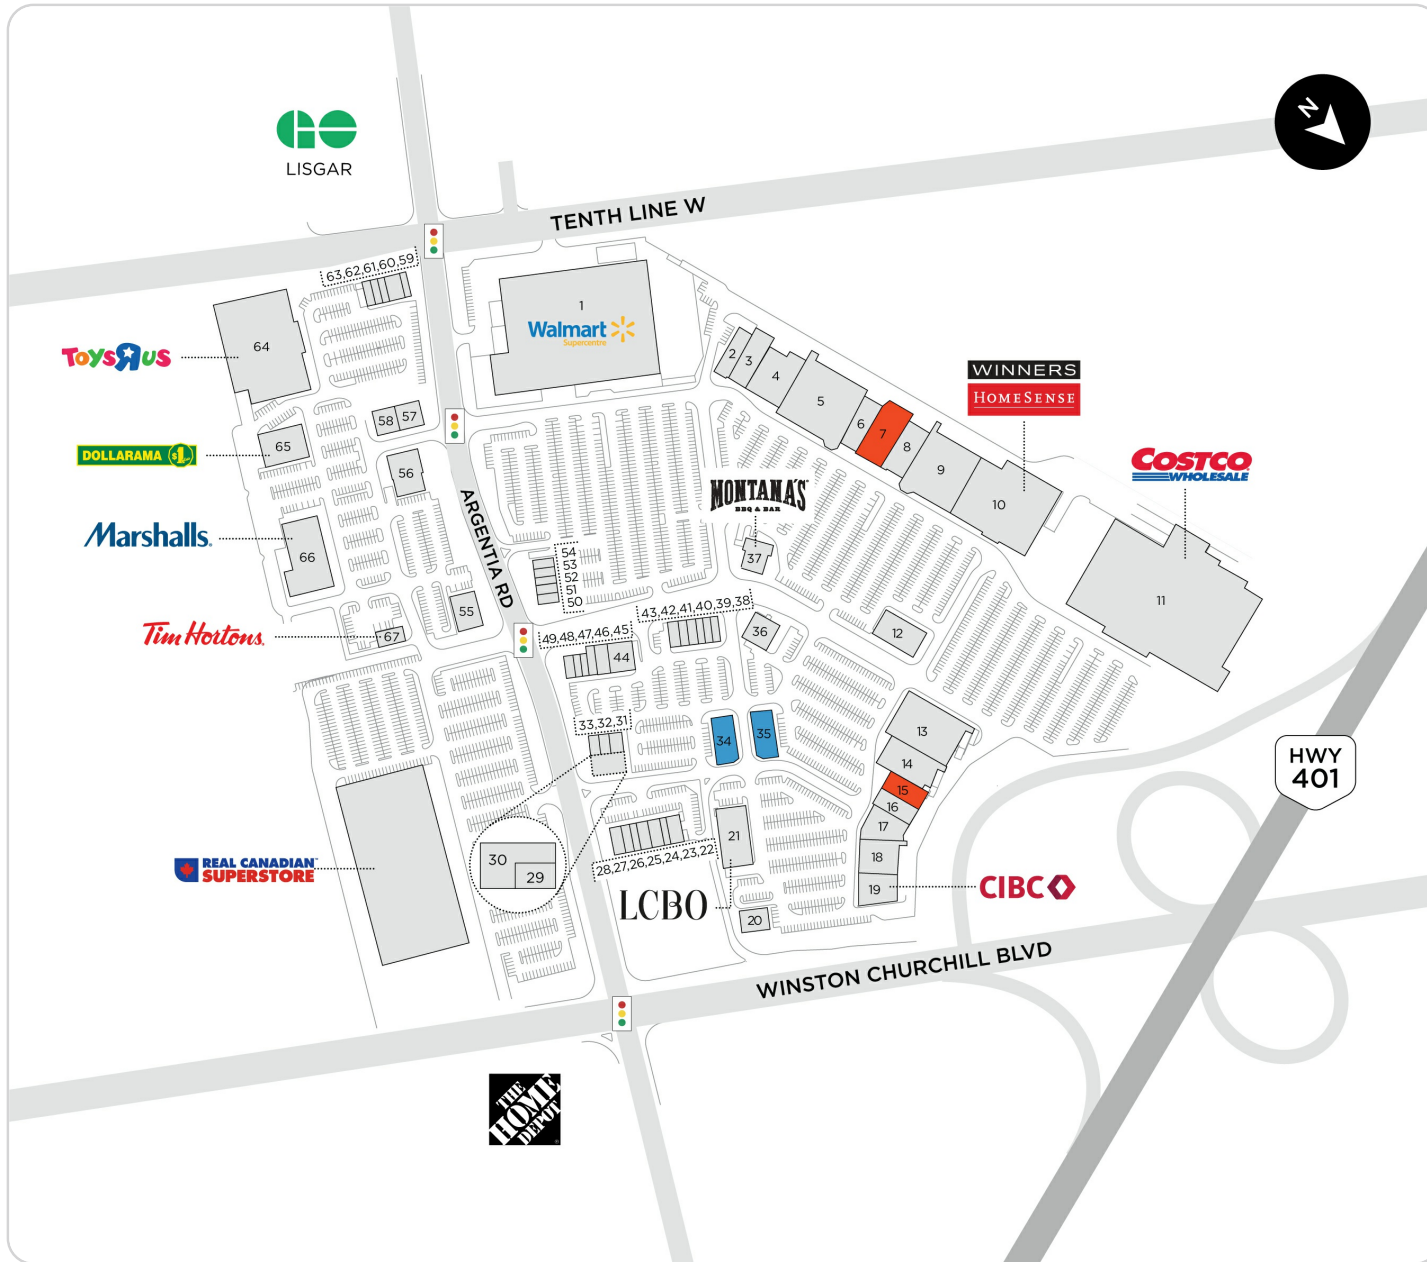 N
GO
LISGAR
TENTH LINE W
63,62,61,60,59
1
Walmart
Supercentre
64
TOYS R US
2
3
4
5
6
7
8
9
10
WINNERS
HOMESENSE
58
57
65
DOLLARAMA $1
56
COSTCO
WHOLESALE
MONTANA'S
BBQ & BAR
ARGENTIA RD
Marshalls.
66
54
53
52
51
50
37
11
55
43,42,41,40,39,38
Tim Hortons.
67
49,48,47,46,45
44
36
12
33,32,31
34
35
13
14
15
16
17
18
19
HWY
401
REAL CANADIAN
SUPERSTORE
30
29
28,27,26,25,24,23,22
21
LCBO
20
CIBC
WINSTON CHURCHILL BLVD
THE
HOME
DEPOT